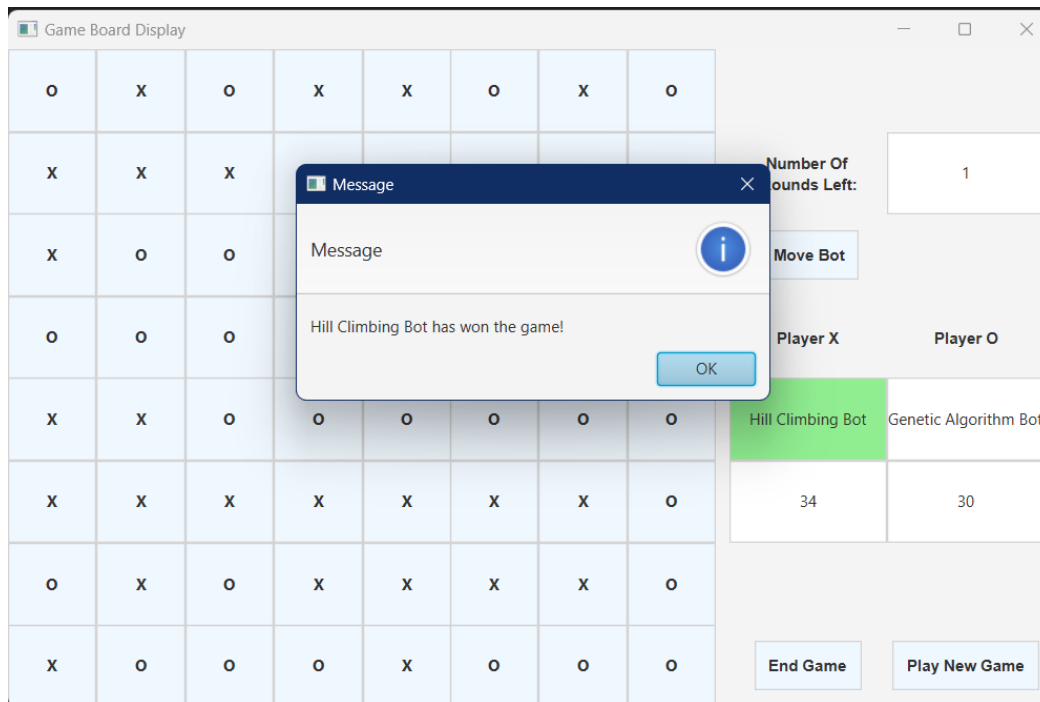 Game Board Display
O X O X X O X O
X X X
Number Of
ounds Left:
1
Message
X O O
Message
Move Bot
Hill Climbing Bot has won the game!
O O O
OK
Player X Player O
X X O O O O O O
Hill Climbing Bot Genetic Algorithm Bot
X X X X X X X O
34 30
O X O X X X X O
X O O O X O O O
End Game Play New Game